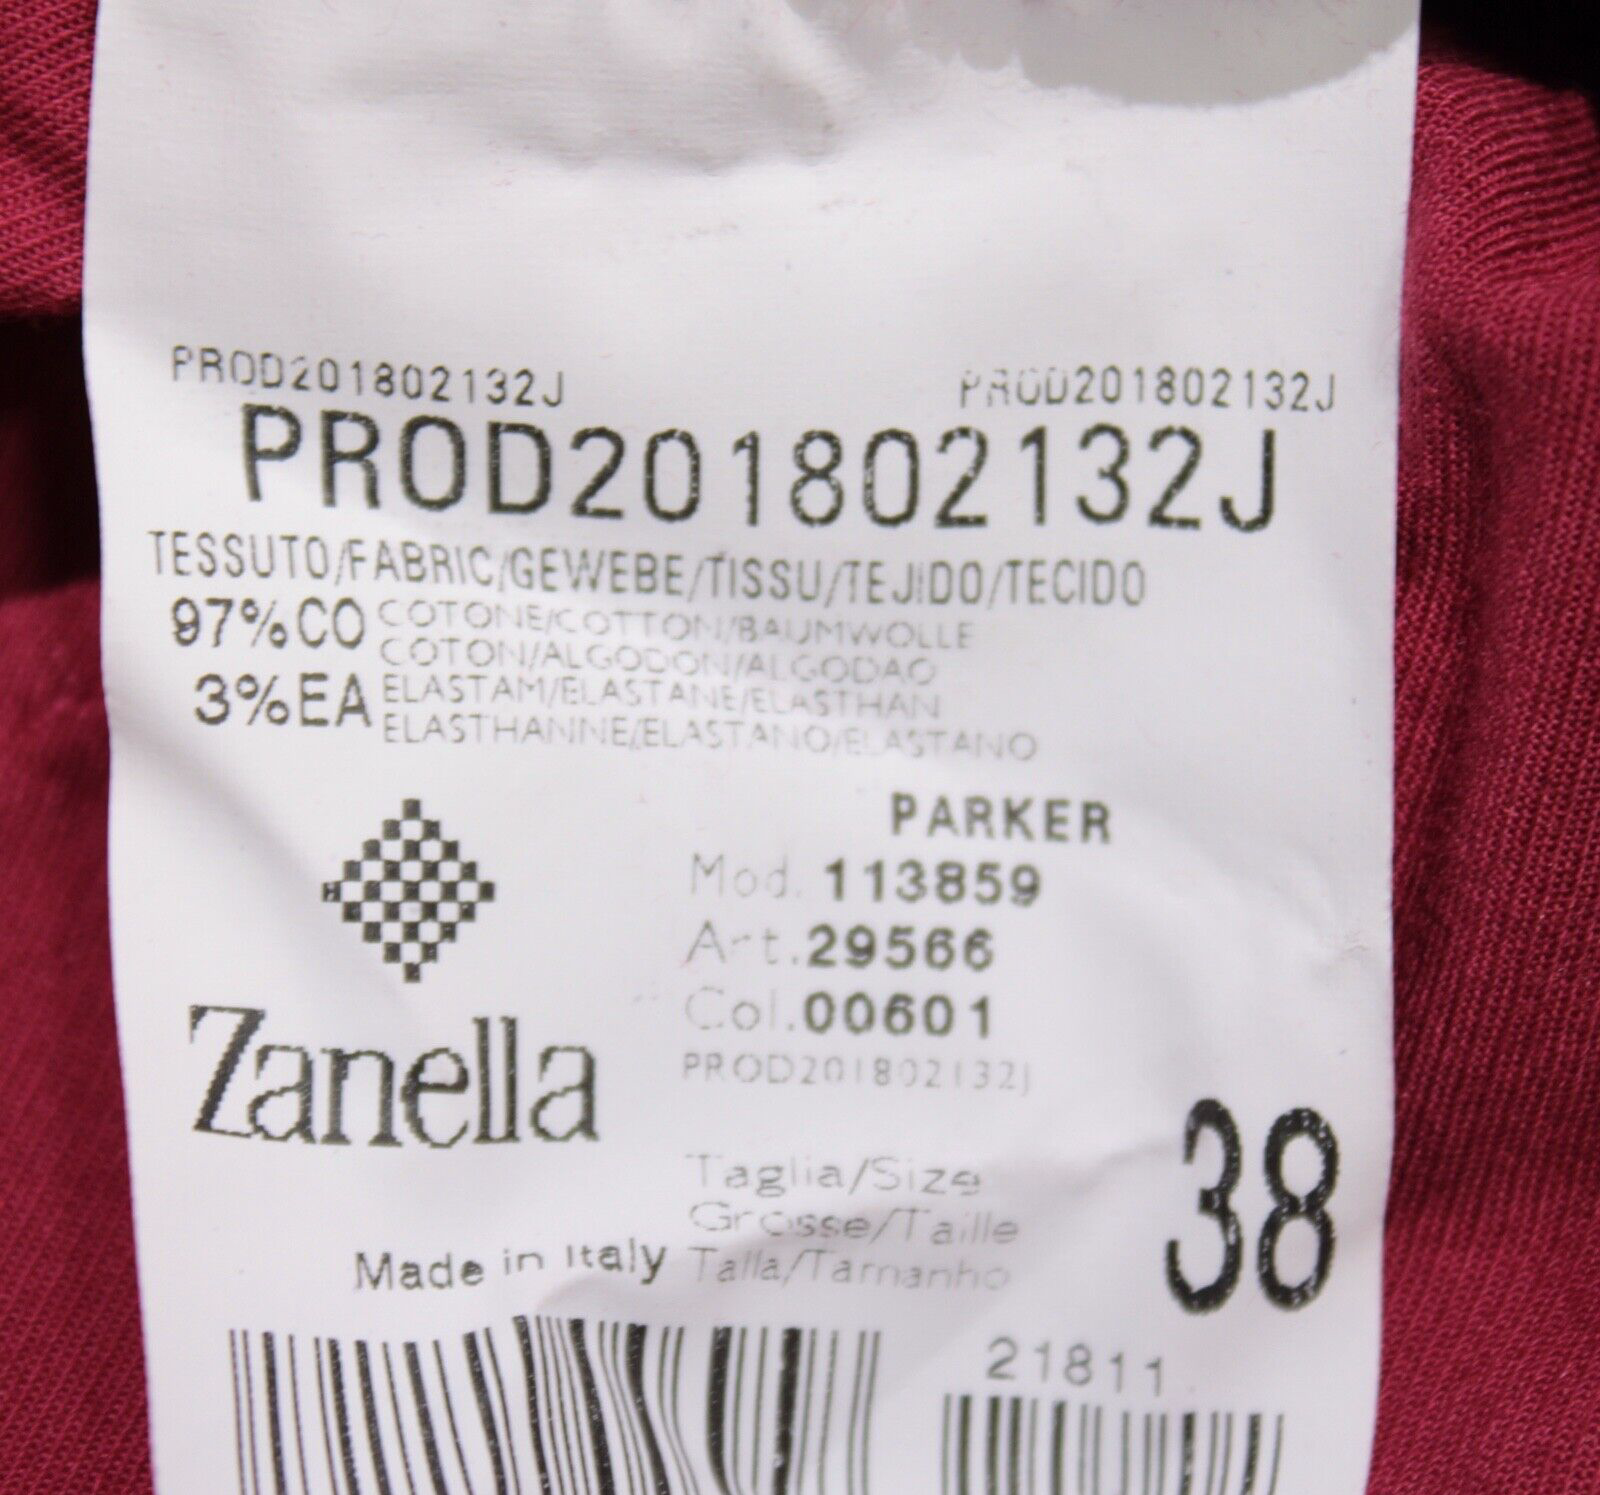 PROD201802132J PROD201802132J
PROD201802132J
TESSUTO/FABRIC/GEWEBE/TISSU/TEJIDO/TECIDO
97%CO COTONE/COTTON/BAUMWOLLE
COTON/ALGODON/ALGODAO
3%EA ELASTAM/ELASTANE/ELASTHAN
ELASTHANNE/ELASTANO/ELASTANO
PARKER
Mod. 113859
Art.29566
Col.00601
PROD201802132J
Zanella
Taglia/Size
Grosse/Taille
Talla/Tamanho
38
Made in Italy
21811